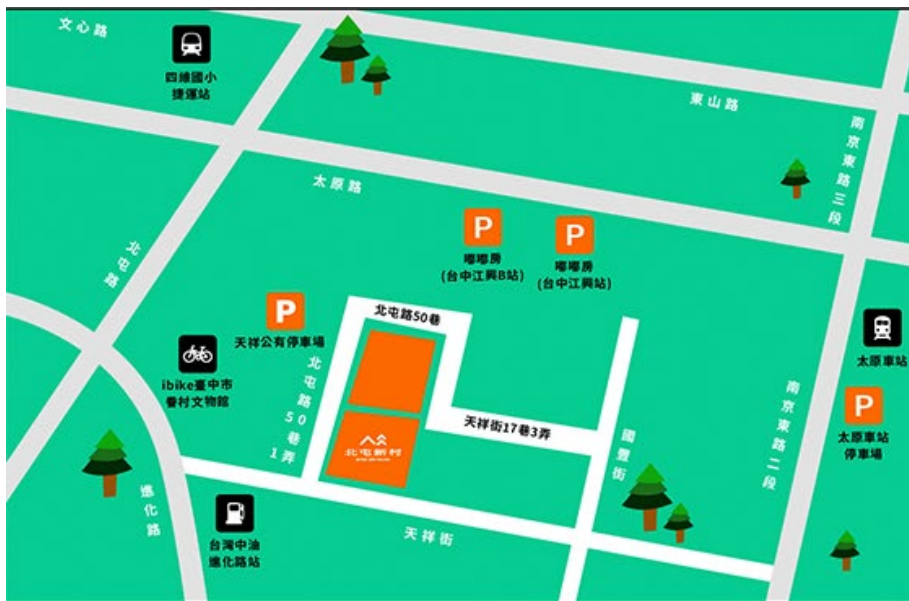 文心路
四維國小
捷運站
東山路
南京東路三段
太原路
P
嘟嘟房
(台中江興B站)
P
嘟嘟房
(台中江興站)
北屯路
P
天祥公有停車場
北屯路50巷
太原車站
ibike臺中市
眷村文物館
北屯路50巷1弄
P
太原車站
停車場
天祥街17巷3弄
國豐街
南京東路二段
北屯新村
進化路
台灣中油
進化路站
天祥街